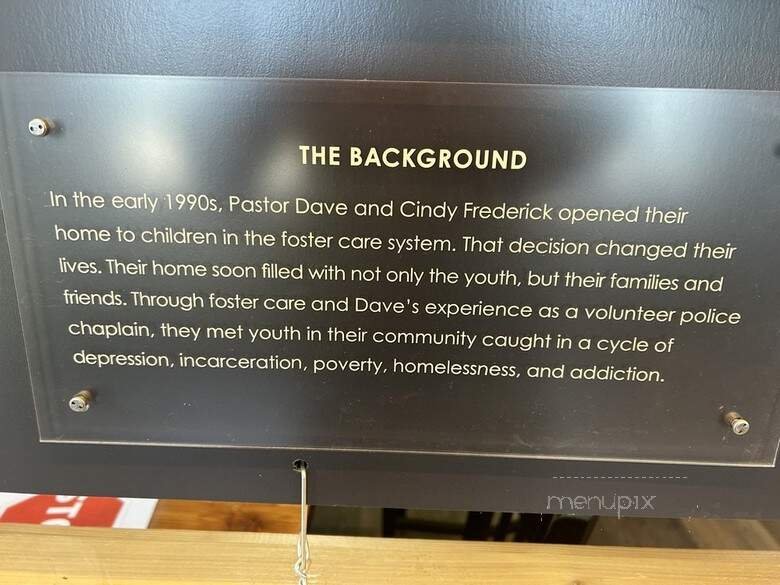 THE BACKGROUND
In the early 1990s, Pastor Dave and Cindy Frederick opened their
home to children in the foster care system. That decision changed their
lives. Their home soon filled with not only the youth, but their families and
friends. Through foster care and Dave's experience as a volunteer police
chaplain, they met youth in their community caught in a cycle of
depression, incarceration, poverty, homelessness, and addiction.
menupix
STO